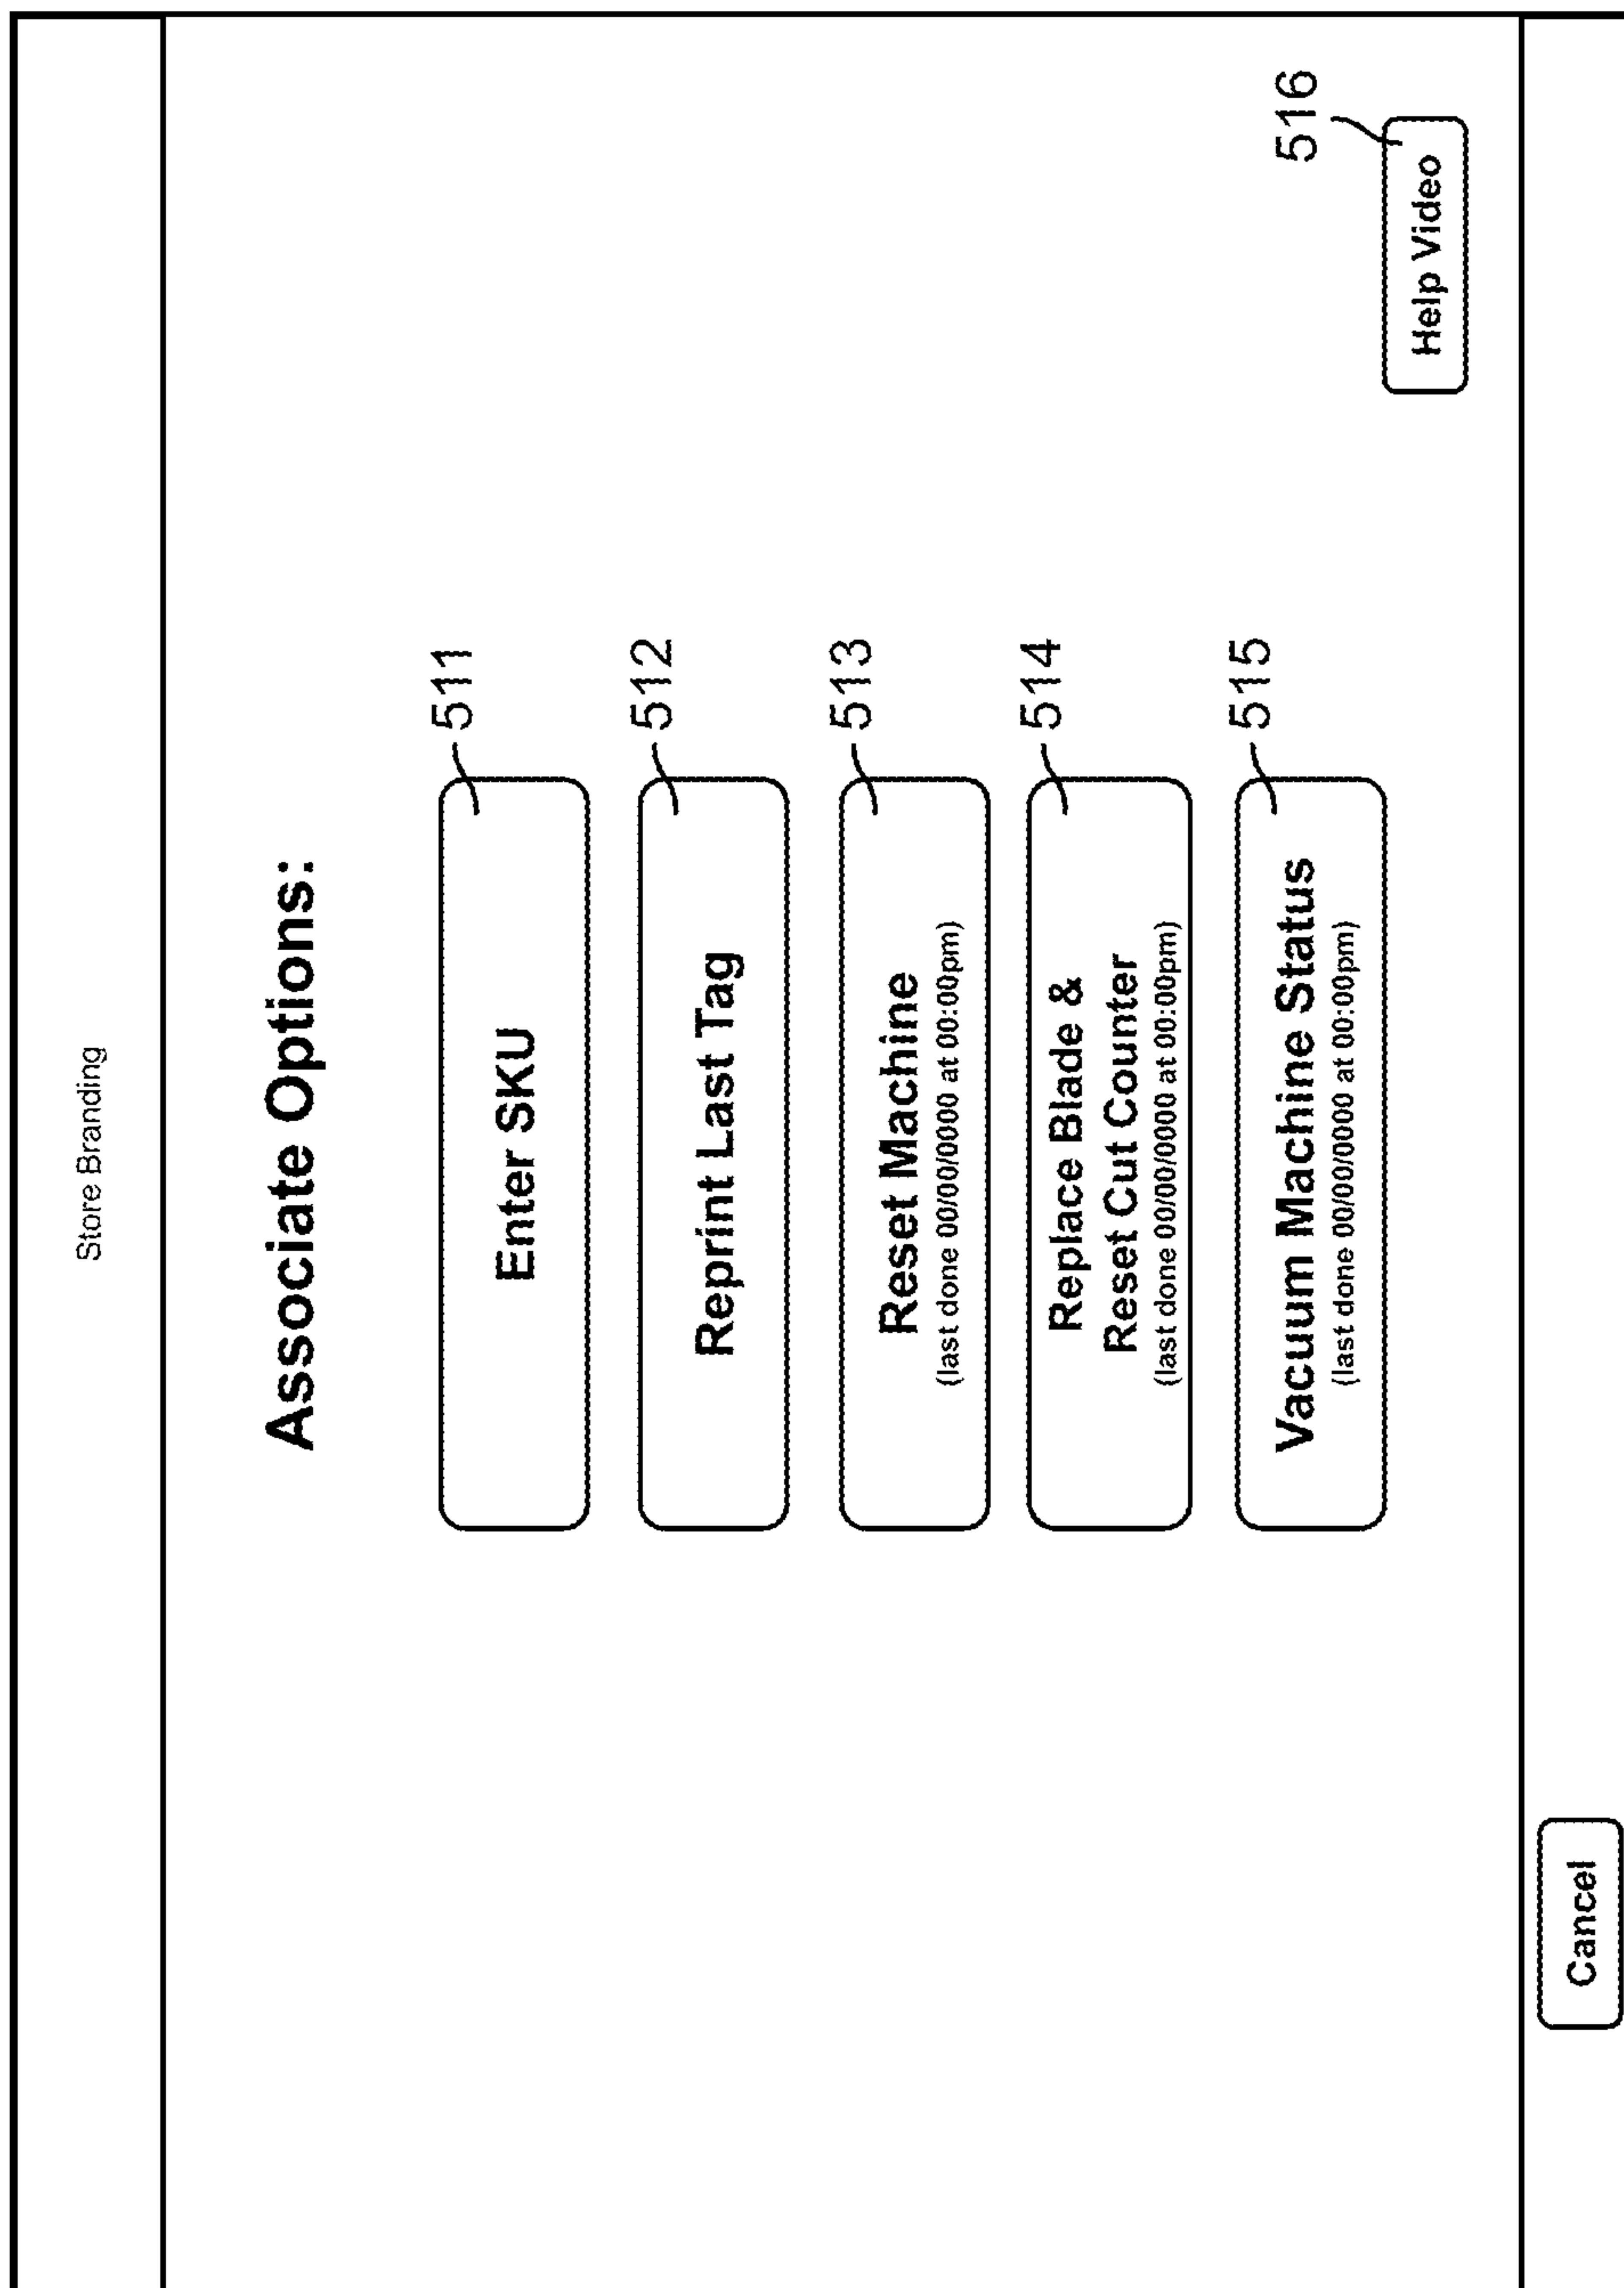 Store Branding
Associate Options:
Enter SKU
511
Reprint Last Tag
512
Reset Machine
(last done 00/00/0000 at 00:00pm)
513
Replace Blade &
Reset Cut Counter
(last done 00/00/0000 at 00:00pm)
514
Vacuum Machine Status
(last done 00/00/0000 at 00:00pm)
515
516
Help Video
Cancel